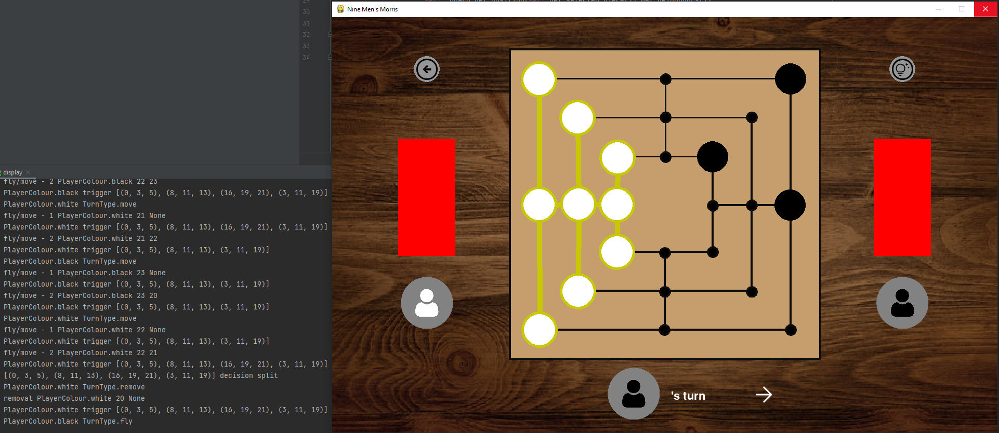 29
30
31
32
33
34
Nine Men's Morris
display
fly/move - 2 PlayerColour.black 22 23
PlayerColour.black trigger [(0, 3, 5), (8, 11, 13), (16, 19, 21), (3, 11, 19)]
PlayerColour.white TurnType.move
fly/move - 1 PlayerColour.white 21 None
PlayerColour.white trigger [(0, 3, 5), (8, 11, 13), (16, 19, 21), (3, 11, 19)]
fly/move - 2 PlayerColour.white 21 22
PlayerColour.white trigger [(0, 3, 5), (8, 11, 13), (3, 11, 19)]
PlayerColour.black TurnType.move
fly/move - 1 PlayerColour.black 23 None
PlayerColour.black trigger [(0, 3, 5), (8, 11, 13), (3, 11, 19)]
fly/move - 2 PlayerColour.black 23 20
PlayerColour.black trigger [(0, 3, 5), (8, 11, 13), (3, 11, 19)]
PlayerColour.white TurnType.move
fly/move - 1 PlayerColour.white 22 None
PlayerColour.white trigger [(0, 3, 5), (8, 11, 13), (3, 11, 19)]
fly/move - 2 PlayerColour.white 22 21
PlayerColour.white trigger [(0, 3, 5), (8, 11, 13), (16, 19, 21), (3, 11, 19)]
[(0, 3, 5), (8, 11, 13), (16, 19, 21), (3, 11, 19)] decision split
PlayerColour.white TurnType.remove
removal PlayerColour.white 20 None
PlayerColour.white trigger [(0, 3, 5), (8, 11, 13), (16, 19, 21), (3, 11, 19)]
PlayerColour.black TurnType.fly
's turn